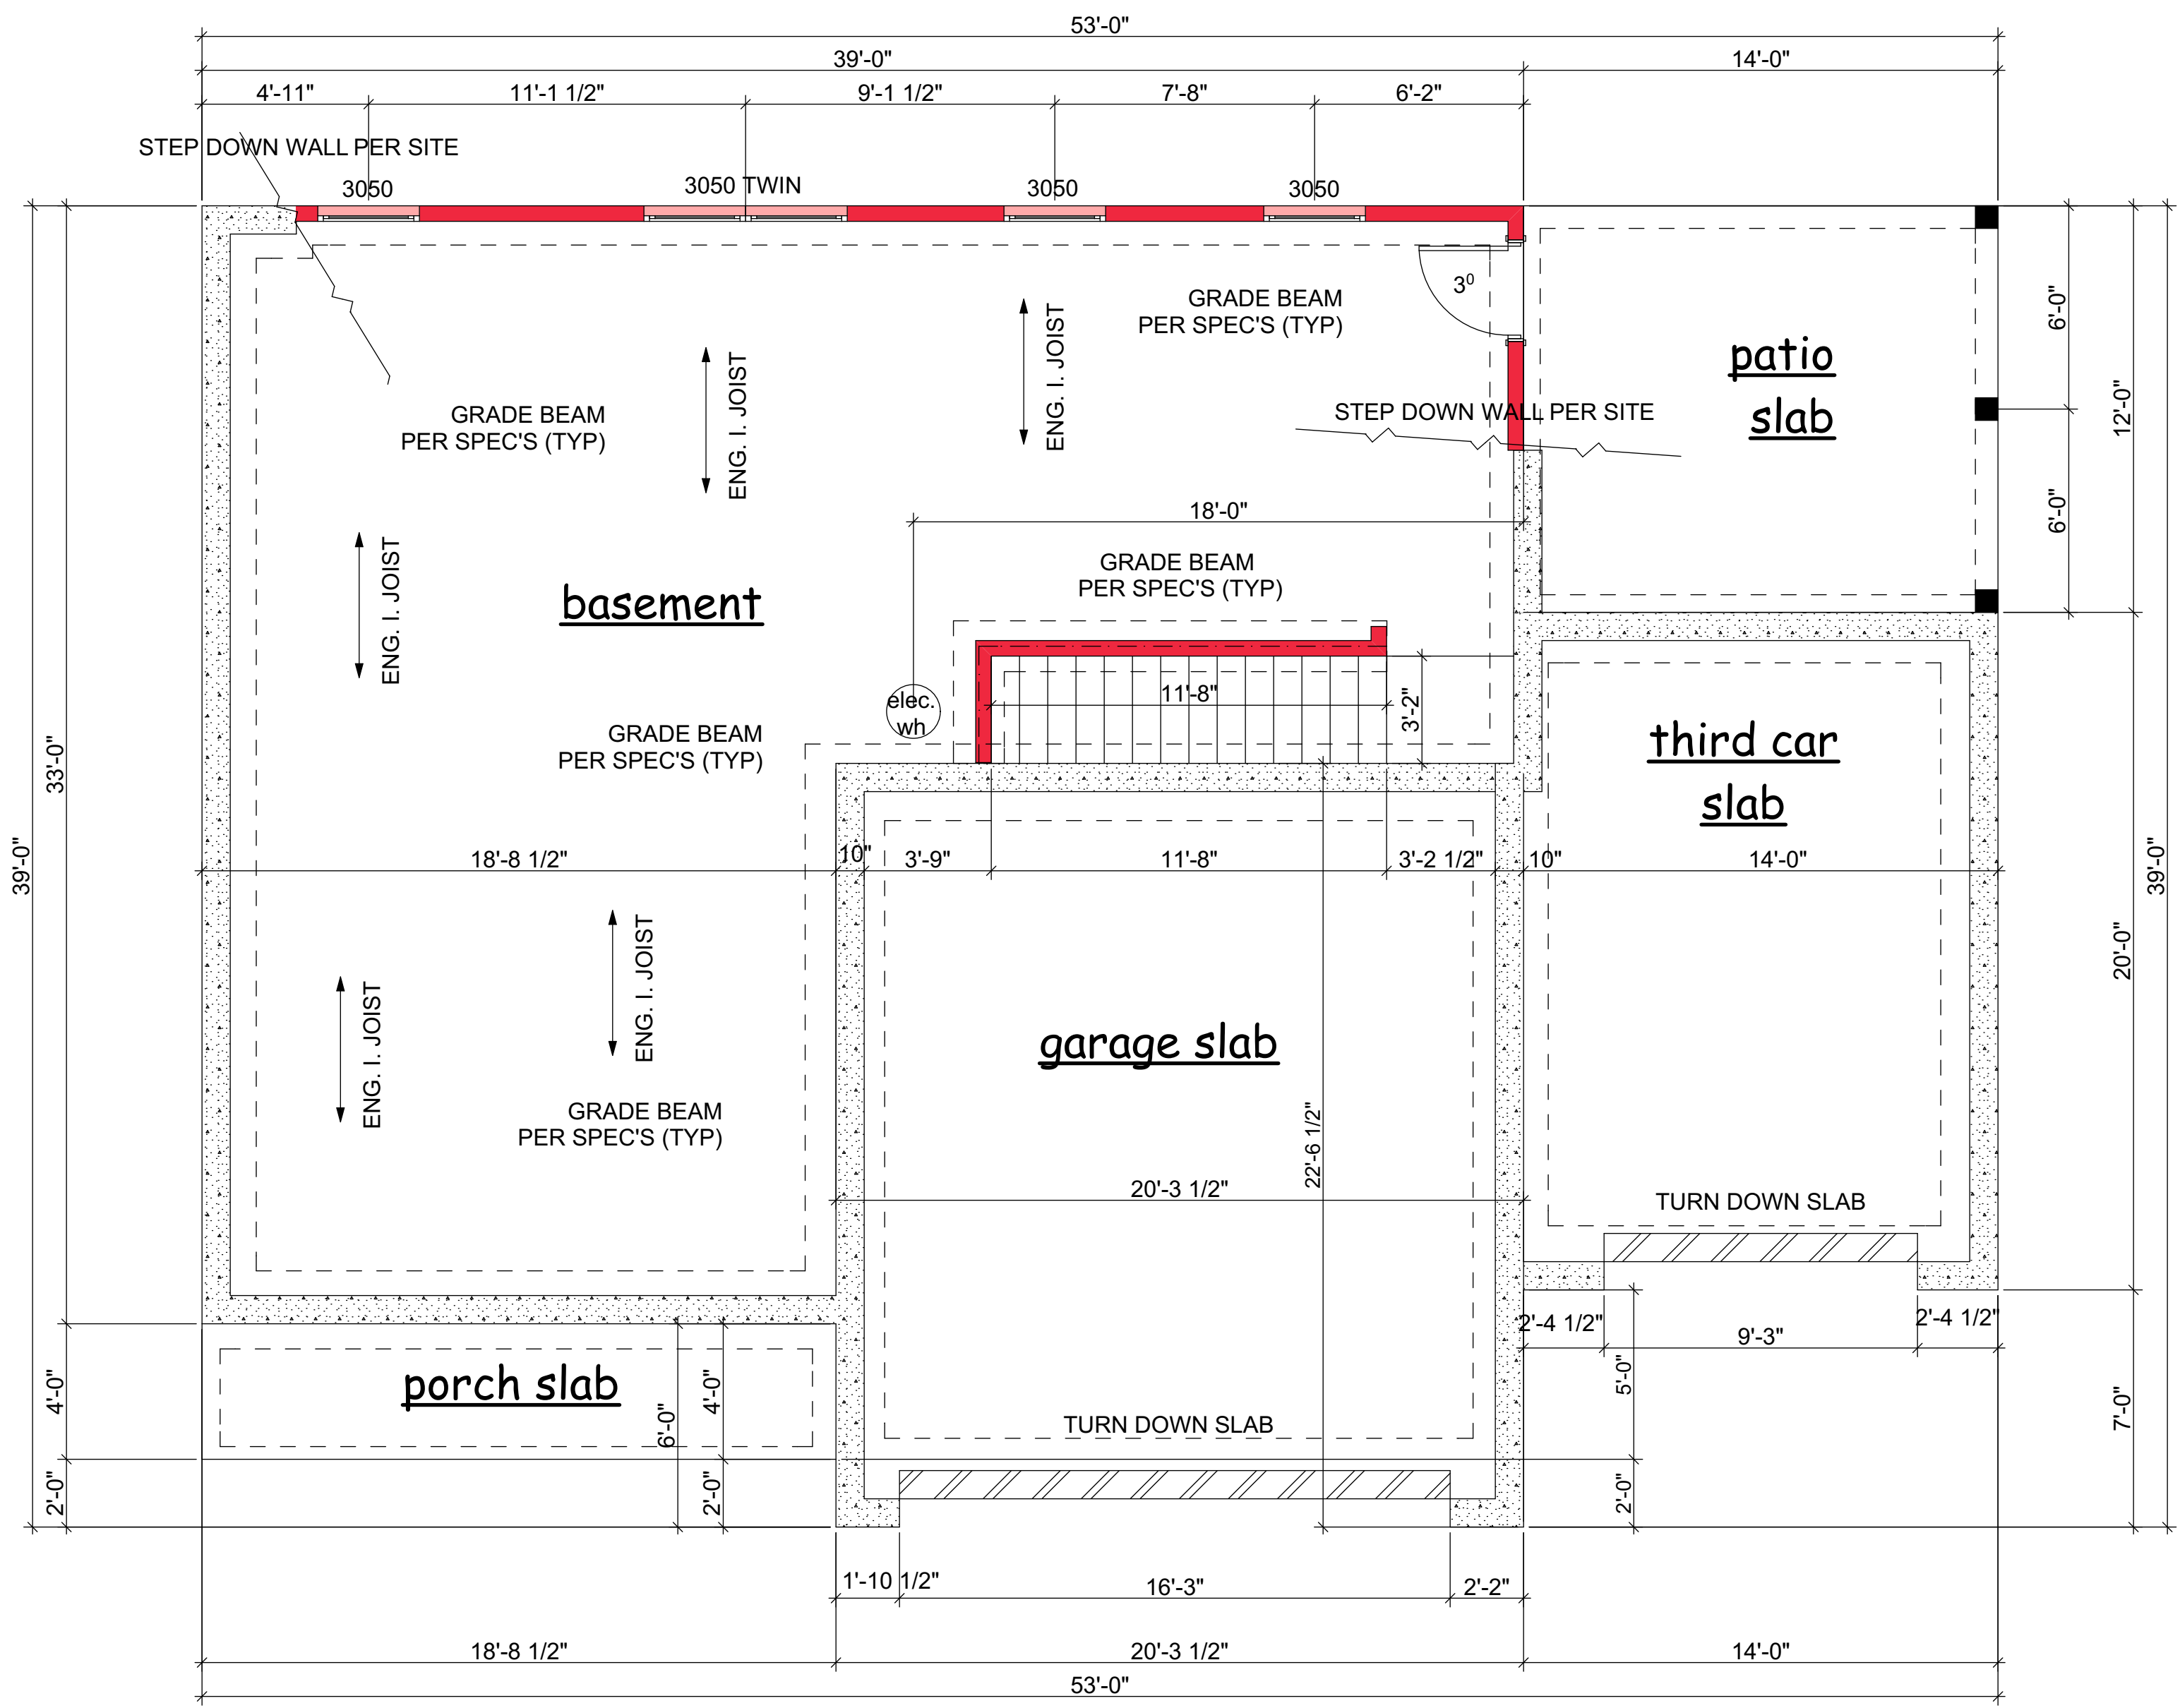 53'-0"
39'-0"
14'-0"
4'-11"
11'-1 1/2"
9'-1 1/2"
7'-8"
6'-2"
STEP DOWN WALL PER SITE
3050
3050 TWIN
3050
3050
3⁰
GRADE BEAM
PER SPEC'S (TYP)
ENG. I. JOIST
ENG. I. JOIST
6'-0"
patio
slab
GRADE BEAM
PER SPEC'S (TYP)
STEP DOWN WALL PER SITE
12'-0"
18'-0"
6'-0"
ENG. I. JOIST
basement
GRADE BEAM
PER SPEC'S (TYP)
elec.
wh
11'-8"
3'-2"
GRADE BEAM
PER SPEC'S (TYP)
third car
slab
33'-0"
39'-0"
18'-8 1/2"
10"
3'-9"
11'-8"
3'-2 1/2"
10"
14'-0"
39'-0"
20'-0"
ENG. I. JOIST
ENG. I. JOIST
garage slab
GRADE BEAM
PER SPEC'S (TYP)
22'-6 1/2"
20'-3 1/2"
TURN DOWN SLAB
2'-4 1/2"
9'-3"
2'-4 1/2"
4'-0"
porch slab
6'-0"
4'-0"
TURN DOWN SLAB
5'-0"
7'-0"
2'-0"
2'-0"
2'-0"
1'-10 1/2"
16'-3"
2'-2"
18'-8 1/2"
20'-3 1/2"
14'-0"
53'-0"